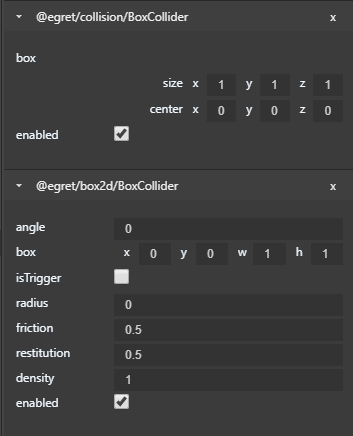 @egret/collision/BoxCollider x
box
size x 1 y 1 z 1
center x 0 y 0 z 0
enabled
@egret/box2d/BoxCollider x
angle 0
box x 0 y 0 w 1 h 1
isTrigger
radius 0
friction 0.5
restitution 0.5
density 1
enabled